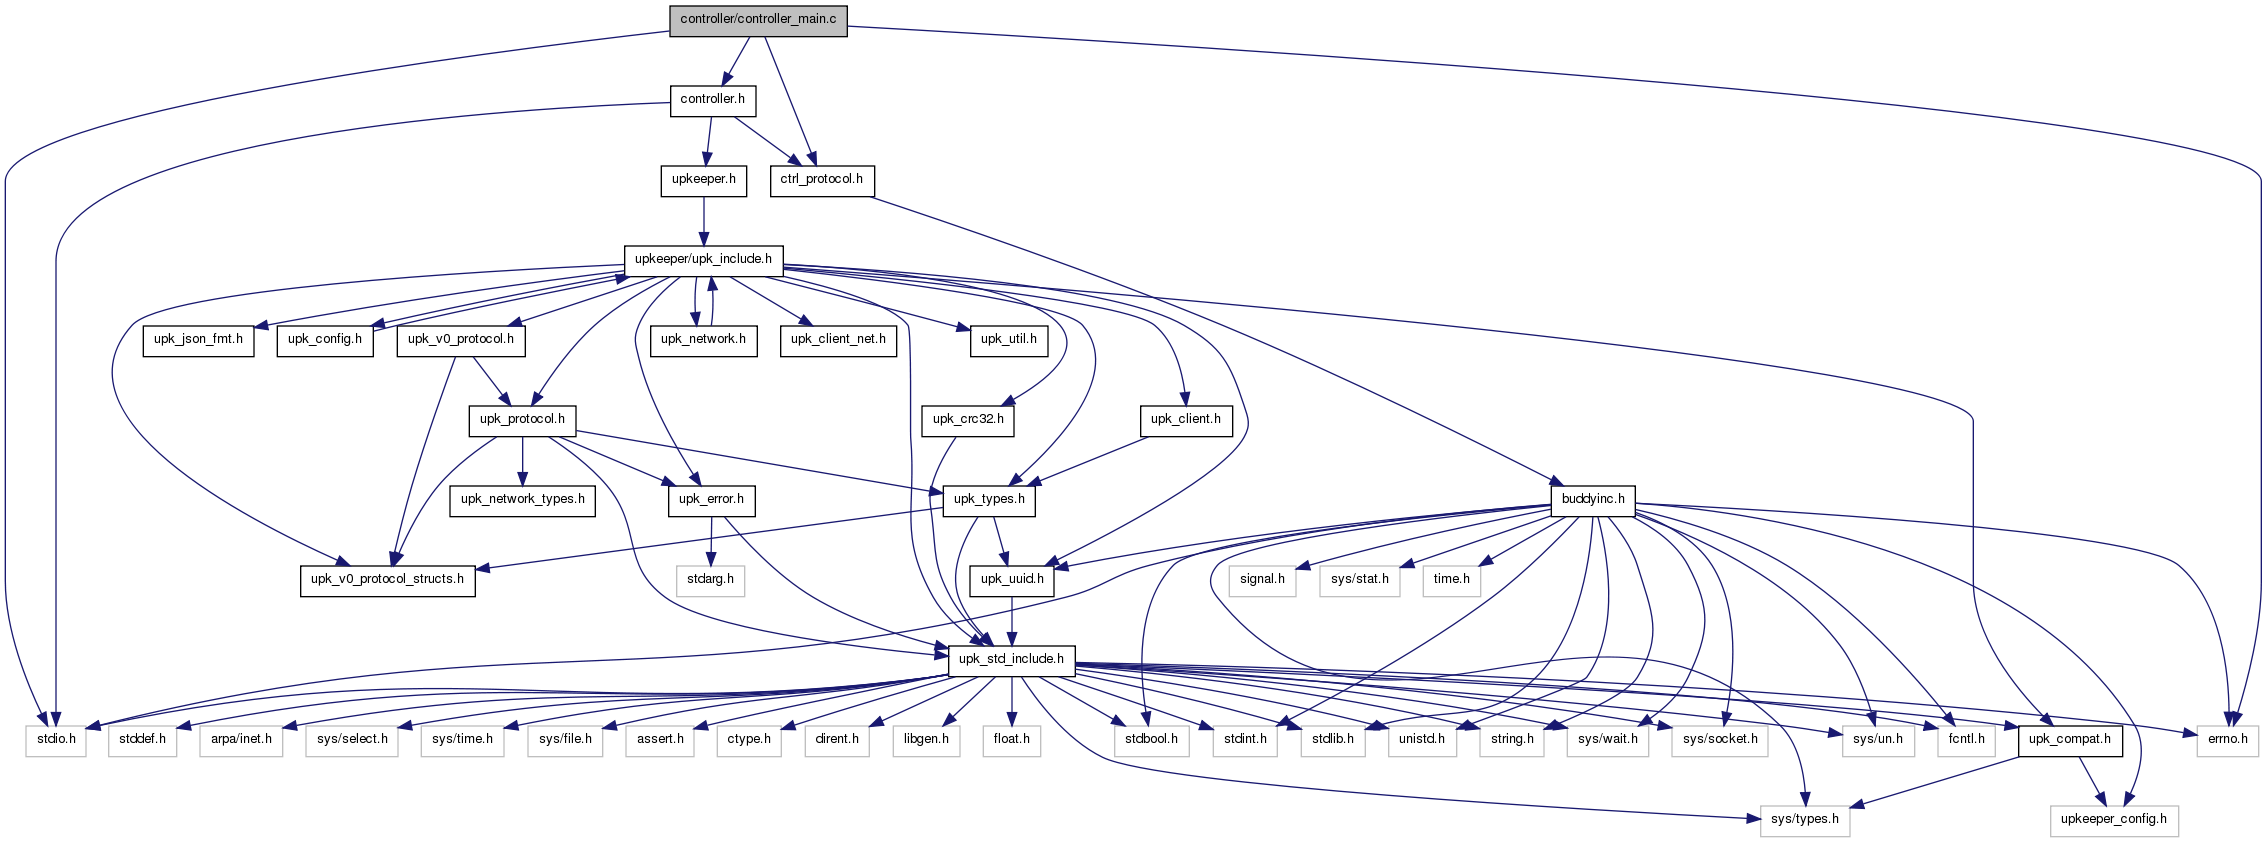 controller/controller_main.c
controller.h
upkeeper.h
ctrl_protocol.h
upkeeper/upk_include.h
upk_json_fmt.h
upk_config.h
upk_v0_protocol.h
upk_network.h
upk_client_net.h
upk_util.h
upk_protocol.h
upk_crc32.h
upk_client.h
upk_network_types.h
upk_error.h
upk_types.h
buddyinc.h
upk_v0_protocol_structs.h
stdarg.h
upk_uuid.h
signal.h
sys/stat.h
time.h
upk_std_include.h
stdio.h
stddef.h
arpa/inet.h
sys/select.h
sys/time.h
sys/file.h
assert.h
ctype.h
dirent.h
libgen.h
float.h
stdbool.h
stdint.h
stdlib.h
unistd.h
string.h
sys/wait.h
sys/socket.h
sys/un.h
fcntl.h
upk_compat.h
errno.h
sys/types.h
upkeeper_config.h